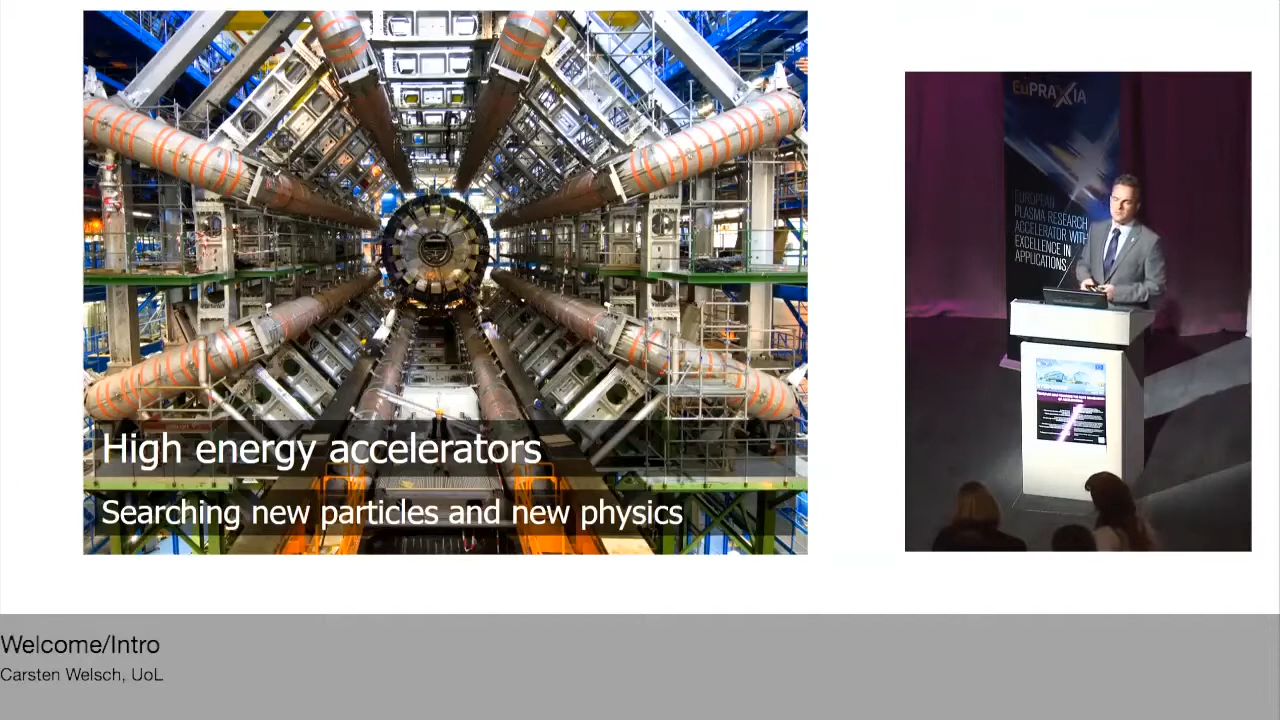 High energy accelerators
Searching new particles and new physics
EuPRAXIA
EUROPEAN
PLASMA RESEARCH
ACCELERATOR WITH
EXCELLENCE IN
APPLICATIONS
Welcome/Intro
Carsten Welsch, UoL